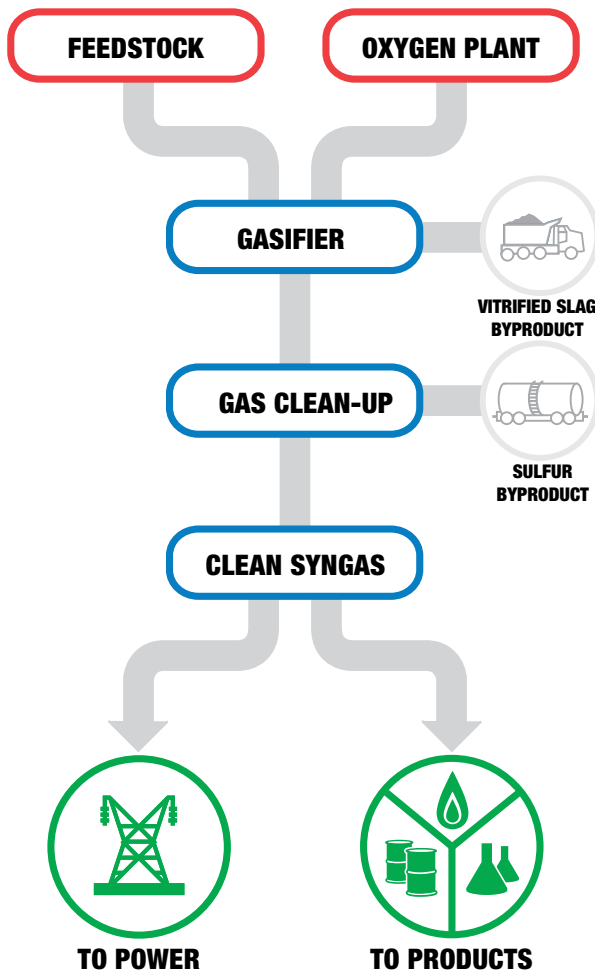 FEEDSTOCK
OXYGEN PLANT
GASIFIER
VITRIFIED SLAG
BYPRODUCT
GAS CLEAN-UP
SULFUR
BYPRODUCT
CLEAN SYNGAS
TO POWER
TO PRODUCTS